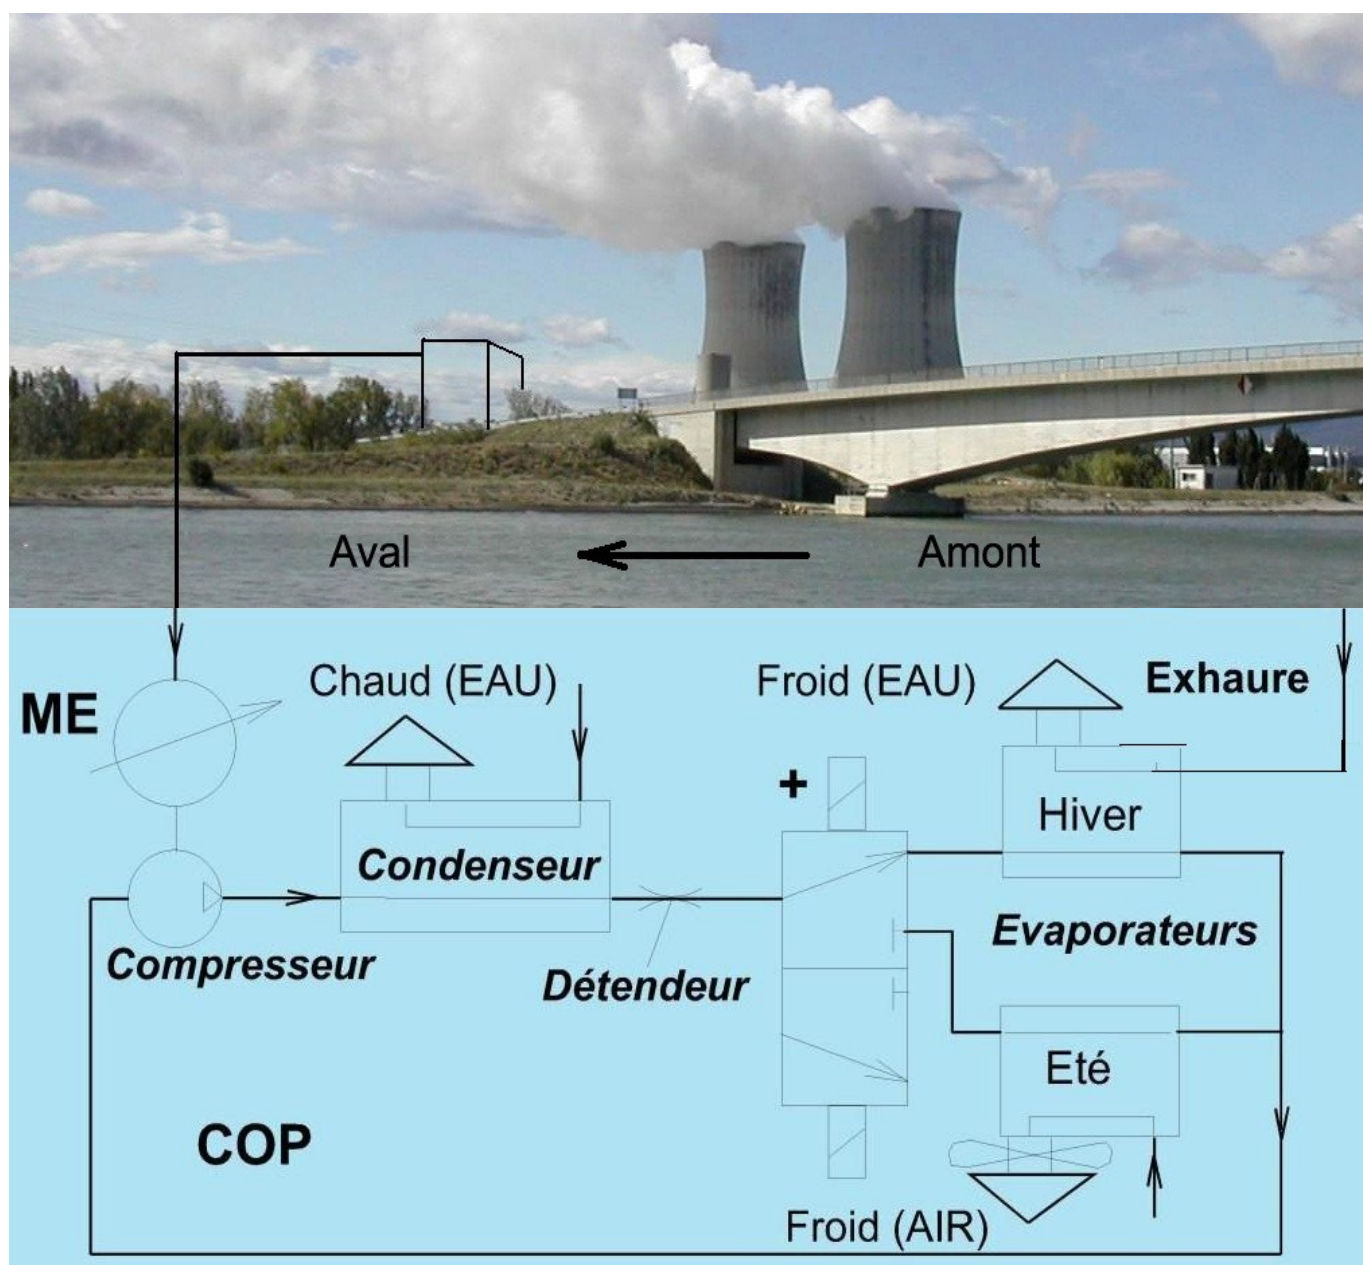 Aval
Amont
ME
Chaud (EAU)
Froid (EAU)
Exhaure
+
Hiver
Condenseur
Evaporateurs
Compresseur
Détendeur
Eté
COP
Froid (AIR)